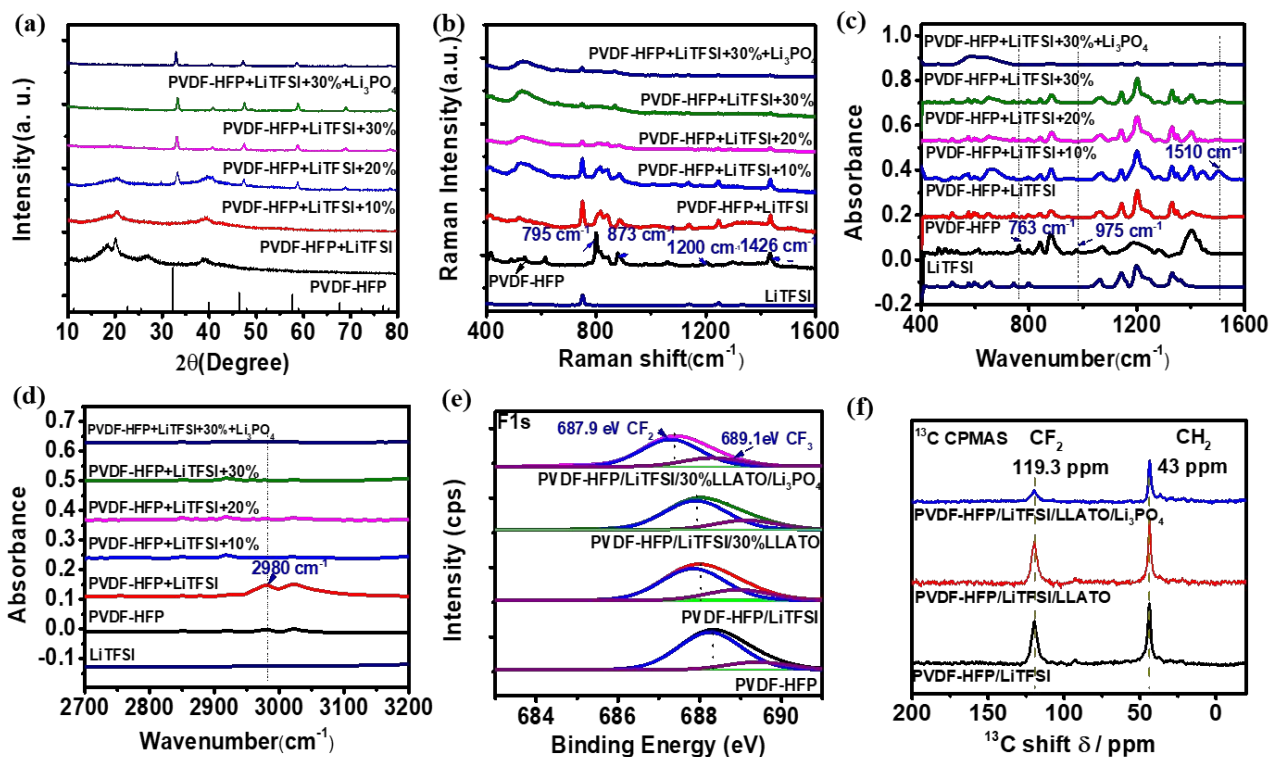 (a)
Intensity(a. u.)
PVDF-HFP+LiTFSI+30%+Li₃PO₄
PVDF-HFP+LiTFSI+30%
PVDF-HFP+LiTFSI+20%
PVDF-HFP+LiTFSI+10%
PVDF-HFP+LiTFSI
PVDF-HFP
10 20 30 40 50 60 70 80
2θ(Degree)
(b)
Raman Intensity(a.u.)
PVDF-HFP+LiTFSI+30%+Li₃PO₄
PVDF-HFP+LiTFSI+30%
PVDF-HFP+LiTFSI+20%
PVDF-HFP+LiTFSI+10%
PVDF-HFP+LiTFSI
795 cm⁻¹ 873 cm⁻¹
1200 cm⁻¹ 1426 cm⁻¹
PVDF-HFP
LiTFSI
400 800 1200 1600
Raman shift(cm⁻¹)
(c)
Absorbance
1.0
0.8
0.6
0.4
0.2
0.0
-0.2
PVDF-HFP+LiTFSI+30%+Li₃PO₄
PVDF-HFP+LiTFSI+30%
PVDF-HFP+LiTFSI+20%
PVDF-HFP+LiTFSI+10%
1510 cm⁻¹
PVDF-HFP+LiTFSI
PVDF-HFP
763 cm⁻¹ 975 cm⁻¹
LiTFSI
400 800 1200 1600
Wavenumber(cm⁻¹)
(d)
Absorbance
0.7
0.6
0.5
0.4
0.3
0.2
0.1
0.0
-0.1
PVDF-HFP+LiTFSI+30%+Li₃PO₄
PVDF-HFP+LiTFSI+30%
PVDF-HFP+LiTFSI+20%
PVDF-HFP+LiTFSI+10%
2980 cm⁻¹
PVDF-HFP+LiTFSI
PVDF-HFP
LiTFSI
2700 2800 2900 3000 3100 3200
Wavenumber(cm⁻¹)
(e)
Intensity (cps)
F1s
687.9 eV CF₂
689.1eV CF₃
PVDF-HFP/LiTFSI/30%LLATO/Li₃PO₄
PVDF-HFP/LiTFSI/30%LLATO
PVDF-HFP/LiTFSI
PVDF-HFP
684 686 688 690
Binding Energy (eV)
(f)
¹³C CPMAS CF₂ CH₂
119.3 ppm 43 ppm
PVDF-HFP/LiTFSI/LLATO/Li₃PO₄
PVDF-HFP/LiTFSI/LLATO
PVDF-HFP/LiTFSI
200 150 100 50 0
¹³C shift δ / ppm